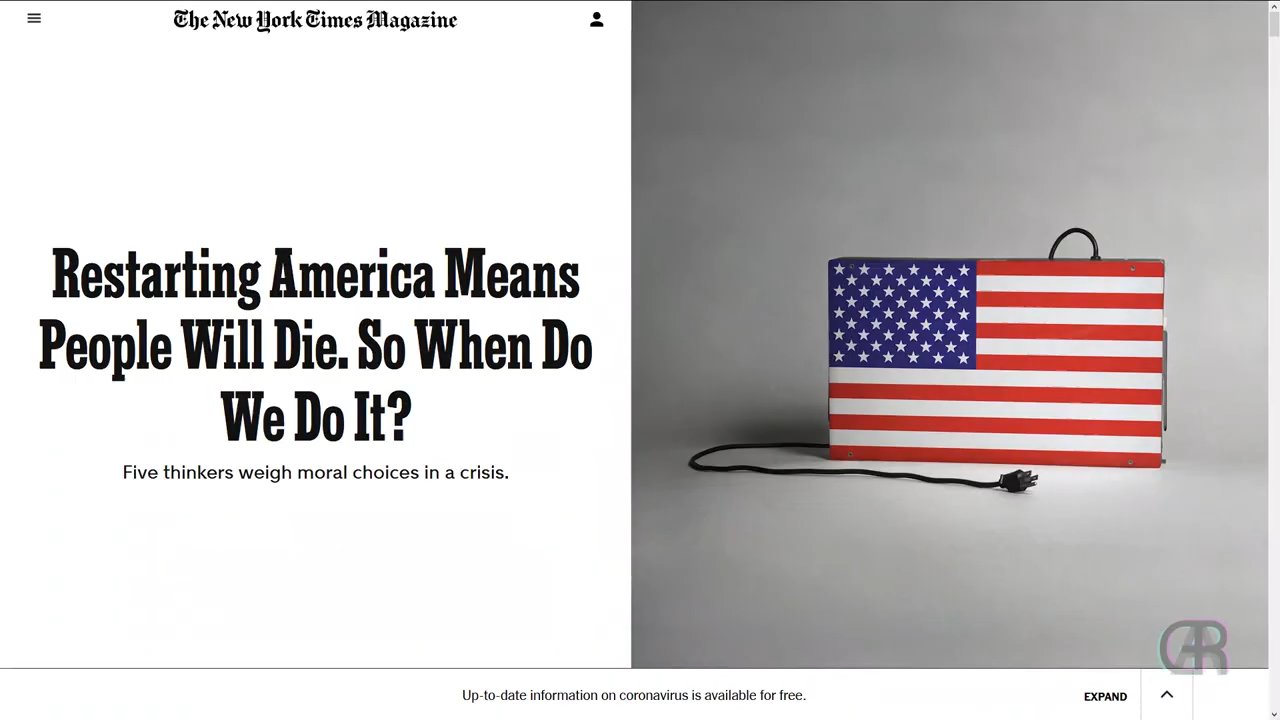 The New York Times Magazine
Restarting America Means
People Will Die. So When Do
We Do It?
Five thinkers weigh moral choices in a crisis.
Up-to-date information on coronavirus is available for free.
EXPAND